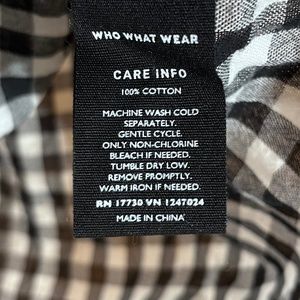 WHO WHAT WEAR
CARE INFO
100% COTTON
MACHINE WASH COLD
SEPARATELY.
GENTLE CYCLE.
ONLY NON-CHLORINE
BLEACH IF NEEDED.
TUMBLE DRY LOW.
REMOVE PROMPTLY.
WARM IRON IF NEEDED.
RN 17730 VN 1247024
MADE IN CHINA